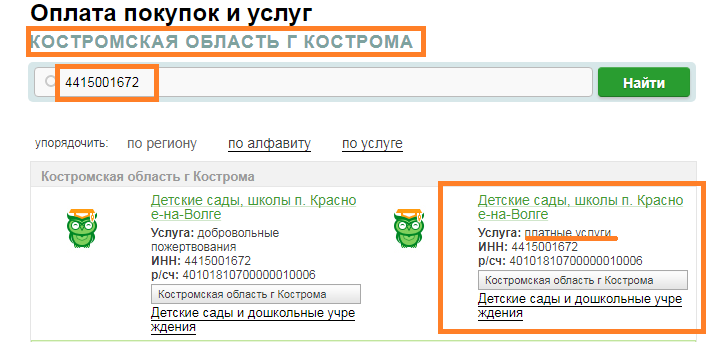 Оплата покупок и услуг
КОСТРОМСКАЯ ОБЛАСТЬ Г КОСТРОМА
4415001672
Найти
упорядочить: по региону по алфавиту по услуге
Костромская область г Кострома
Детские сады, школы п. Красно
е-на-Волге
Услуга: добровольные
пожертвования
ИНН: 4415001672
р/сч: 40101810700000010006
Костромская область г Кострома
Детские сады и дошкольные учре
ждения
Детские сады, школы п. Красно
е-на-Волге
Услуга: платные услуги
ИНН: 4415001672
р/сч: 40101810700000010006
Костромская область г Кострома
Детские сады и дошкольные учре
ждения